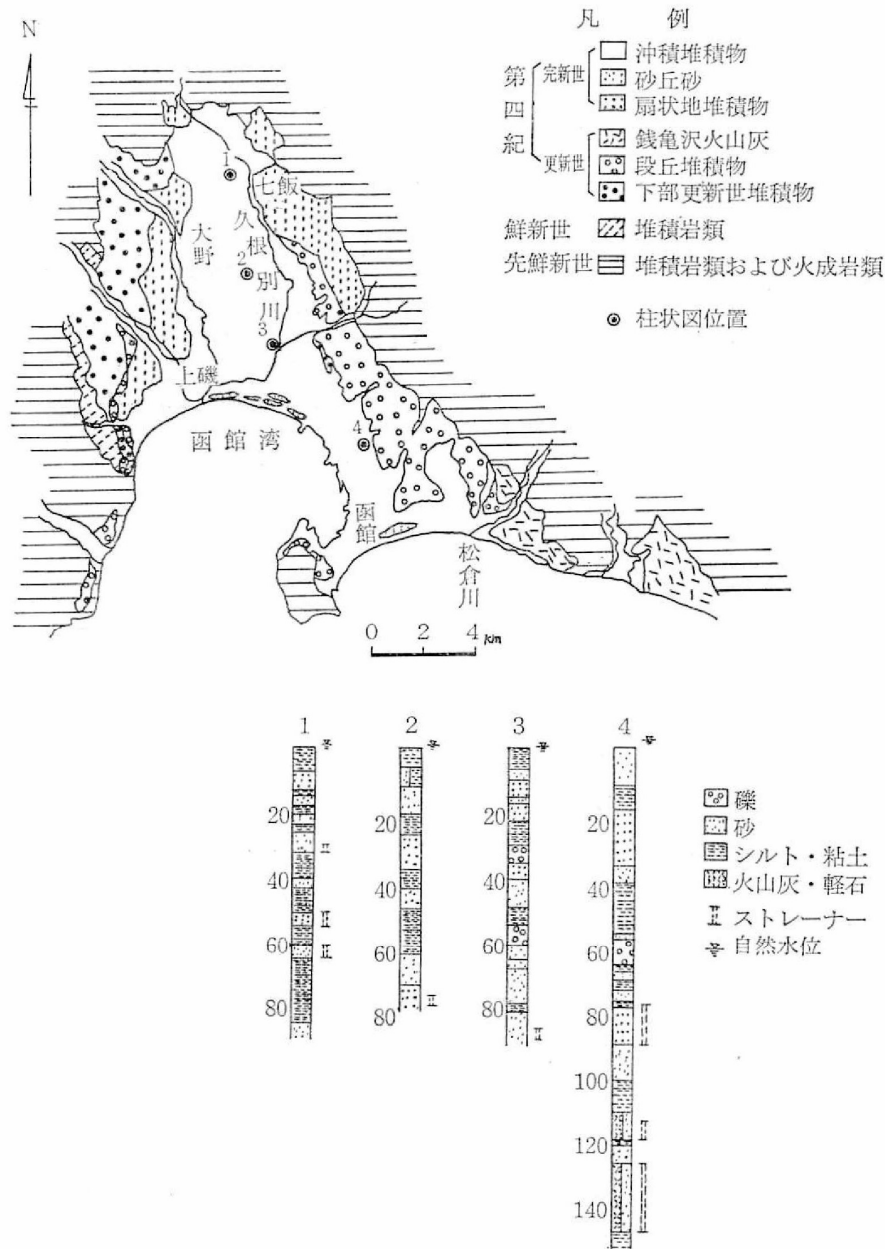 N
凡 例
第四紀
完新世
沖積堆積物
砂丘砂
扇状地堆積物
更新世
銭亀沢火山灰
段丘堆積物
下部更新世堆積物
鮮新世 堆積岩類
先鮮新世 堆積岩類および火成岩類
柱状図位置
1
七飯
大野
久根別川
2
3
上磯
函館湾
4
函館
松倉川
0 2 4 km
1 2 3 4
20
40
60
80
20
40
60
80
20
40
60
80
20
40
60
80
100
120
140
礫
砂
シルト・粘土
火山灰・軽石
ストレーナー
自然水位